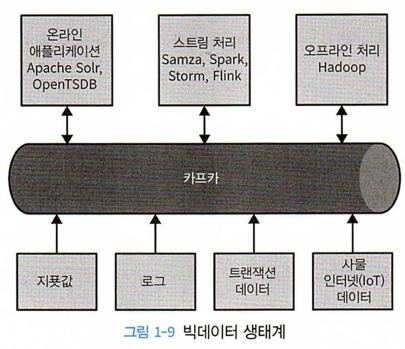 온라인
애플리케이션
Apache Solr,
OpenTSDB
스트림 처리
Samza, Spark,
Storm, Flink
오프라인 처리
Hadoop
카프카
지푯값
로그
트랜잭션
데이터
사물
인터넷(IoT)
데이터
그림 1-9 빅데이터 생태계